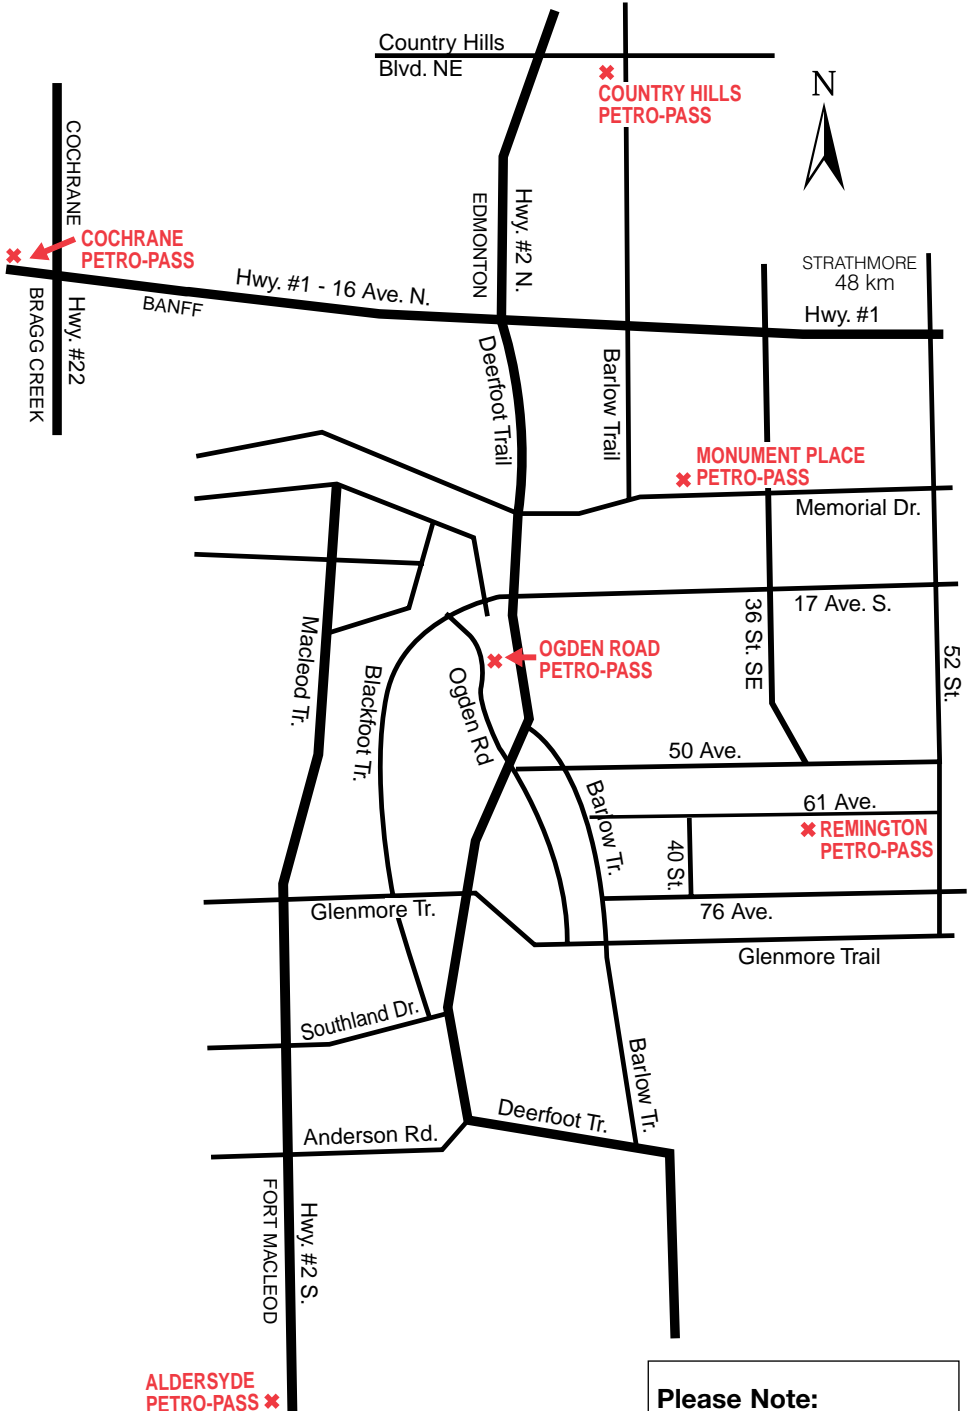 Country Hills
Blvd. NE
COUNTRY HILLS
PETRO-PASS
N
COCHRANE
COCHRANE
PETRO-PASS
EDMONTON
Hwy. #2 N.
STRATHMORE
48 km
Hwy. #1 - 16 Ave. N.
BANFF
Hwy. #1
BRAGG CREEK
Hwy. #22
Deerfoot Trail
Barlow Trail
MONUMENT PLACE
PETRO-PASS
Memorial Dr.
17 Ave. S.
36 St. SE
52 St.
Macleod Tr.
Blackfoot Tr.
Ogden Rd
OGDEN ROAD
PETRO-PASS
50 Ave.
Barlow Tr.
61 Ave.
REMINGTON
PETRO-PASS
40 St.
76 Ave.
Glenmore Tr.
Glenmore Trail
Southland Dr.
Barlow Tr.
Deerfoot Tr.
Anderson Rd.
FORT MACLEOD
Hwy. #2 S.
ALDERSYDE
PETRO-PASS
Please Note: